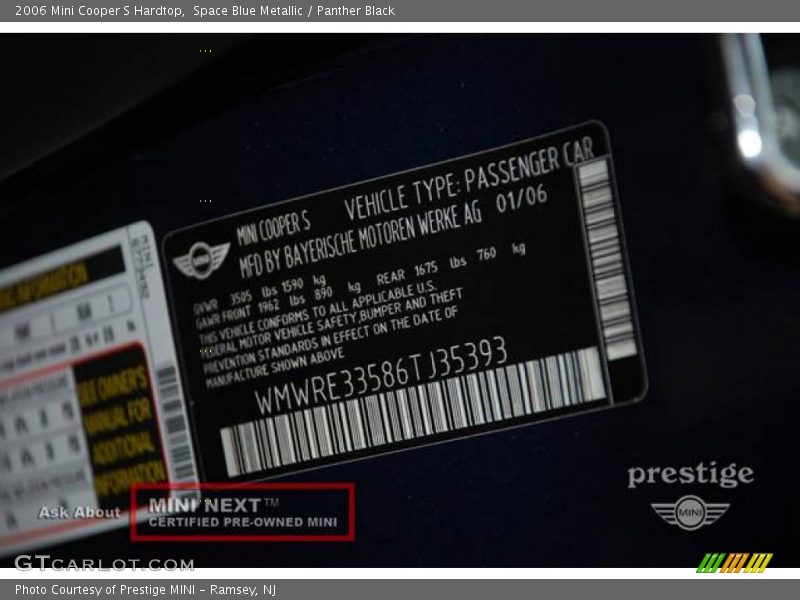 2006 Mini Cooper S Hardtop, Space Blue Metallic / Panther Black
MINI COOPER S VEHICLE TYPE: PASSENGER CAR
MFD BY BAYERISCHE MOTOREN WERKE AG 01/06
GVWR 3505 lbs 1590 kg
GAWR FRONT 1962 lbs 890 kg REAR 1675 lbs 760 kg
THIS VEHICLE CONFORMS TO ALL APPLICABLE U.S.
FEDERAL MOTOR VEHICLE SAFETY,BUMPER AND THEFT
PREVENTION STANDARDS IN EFFECT ON THE DATE OF
MANUFACTURE SHOWN ABOVE
WMWRE33586TJ35393
MINI
INFORMATION
SEE OWNER'S
MANUAL FOR
ADDITIONAL
INFORMATION
prestige
MINI
Ask About
MINI NEXT™
CERTIFIED PRE-OWNED MINI
GTCARLOT.COM
Photo Courtesy of Prestige MINI – Ramsey, NJ